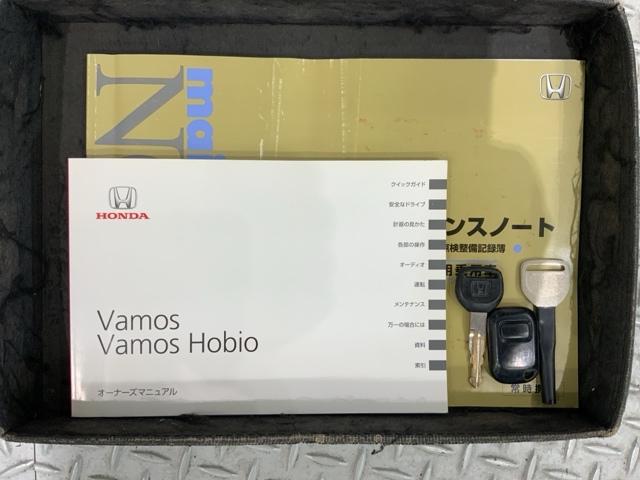 mai
N
HONDA
クイックガイド
安全なドライブ
計器の見かた
各部の操作
オーディオ
運転
メンテナンス
万一の場合には
資料
索引
Vamos
Vamos Hobio
オーナーズマニュアル
ンスノート
点検整備記録簿
常時携